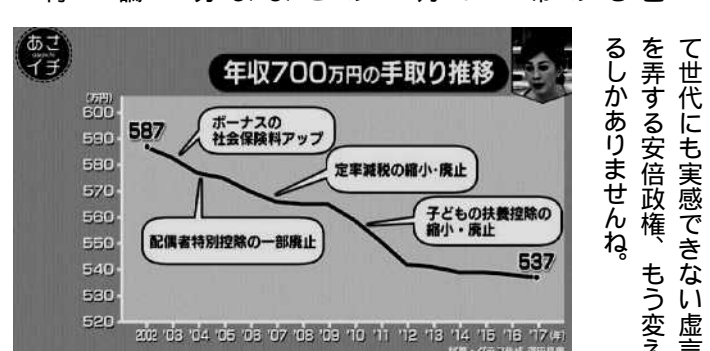 て世代にも実感できない虚言
を弄する安倍政権、もう変え
るしかありませんね。
あさ
イチ
年収700万円の手取り推移
(万円)
600
590
580
570
560
550
540
530
520
587
ボーナスの
社会保険料アップ
定率減税の縮小・廃止
配偶者特別控除の一部廃止
子どもの扶養控除の
縮小・廃止
537
2002 '03 '04 '05 '06 '07 '08 '09 '10 '11 '12 '13 '14 '15 '16 '17(年)